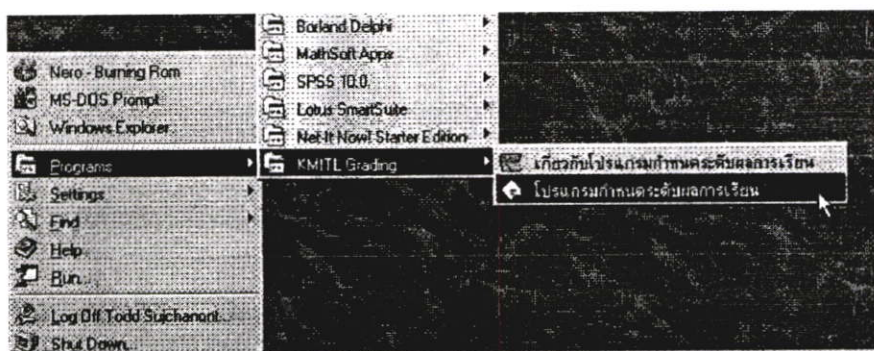 Nero - Burning Rom
MS-DOS Prompt
Windows Explorer
Programs
Settings
Find
Help
Run...
Log Off Todd Sujchanont...
Shut Down...
Borland Delphi
MathSoft Apps
SPSS 10.0
Lotus SmartSuite
Net-It Now! Starter Edition
KMITL Grading
เกี่ยวกับโปรแกรมกำหนดระดับผลการเรียน
โปรแกรมกำหนดระดับผลการเรียน